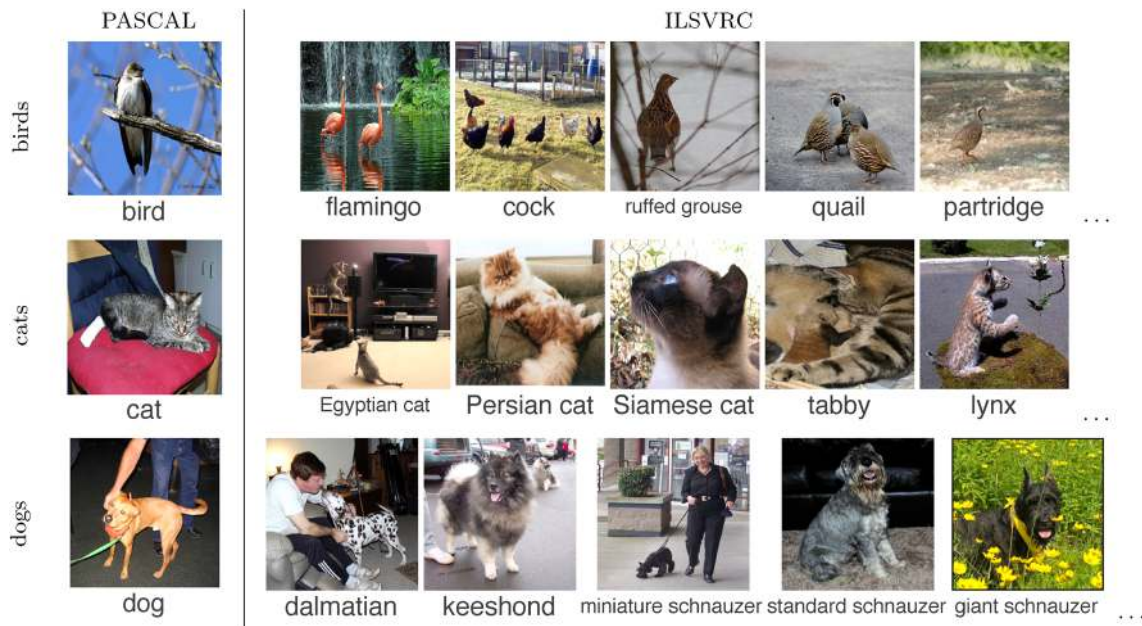 PASCAL
ILSVRC
birds
bird
flamingo
cock
ruffed grouse
quail
partridge
...
cats
cat
Egyptian cat
Persian cat
Siamese cat
tabby
lynx
...
dogs
dog
dalmatian
keeshond
miniature schnauzer
standard schnauzer
giant schnauzer
...